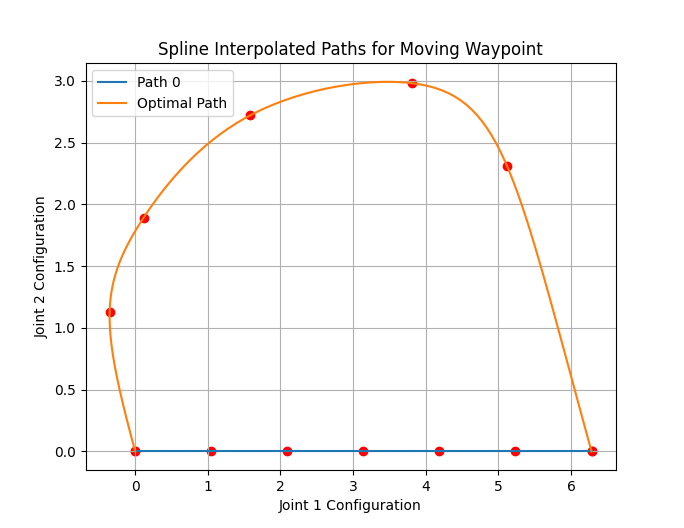 Spline Interpolated Paths for Moving Waypoint
Path 0
Optimal Path
3.0
2.5
2.0
1.5
1.0
0.5
0.0
Joint 2 Configuration
0 1 2 3 4 5 6
Joint 1 Configuration